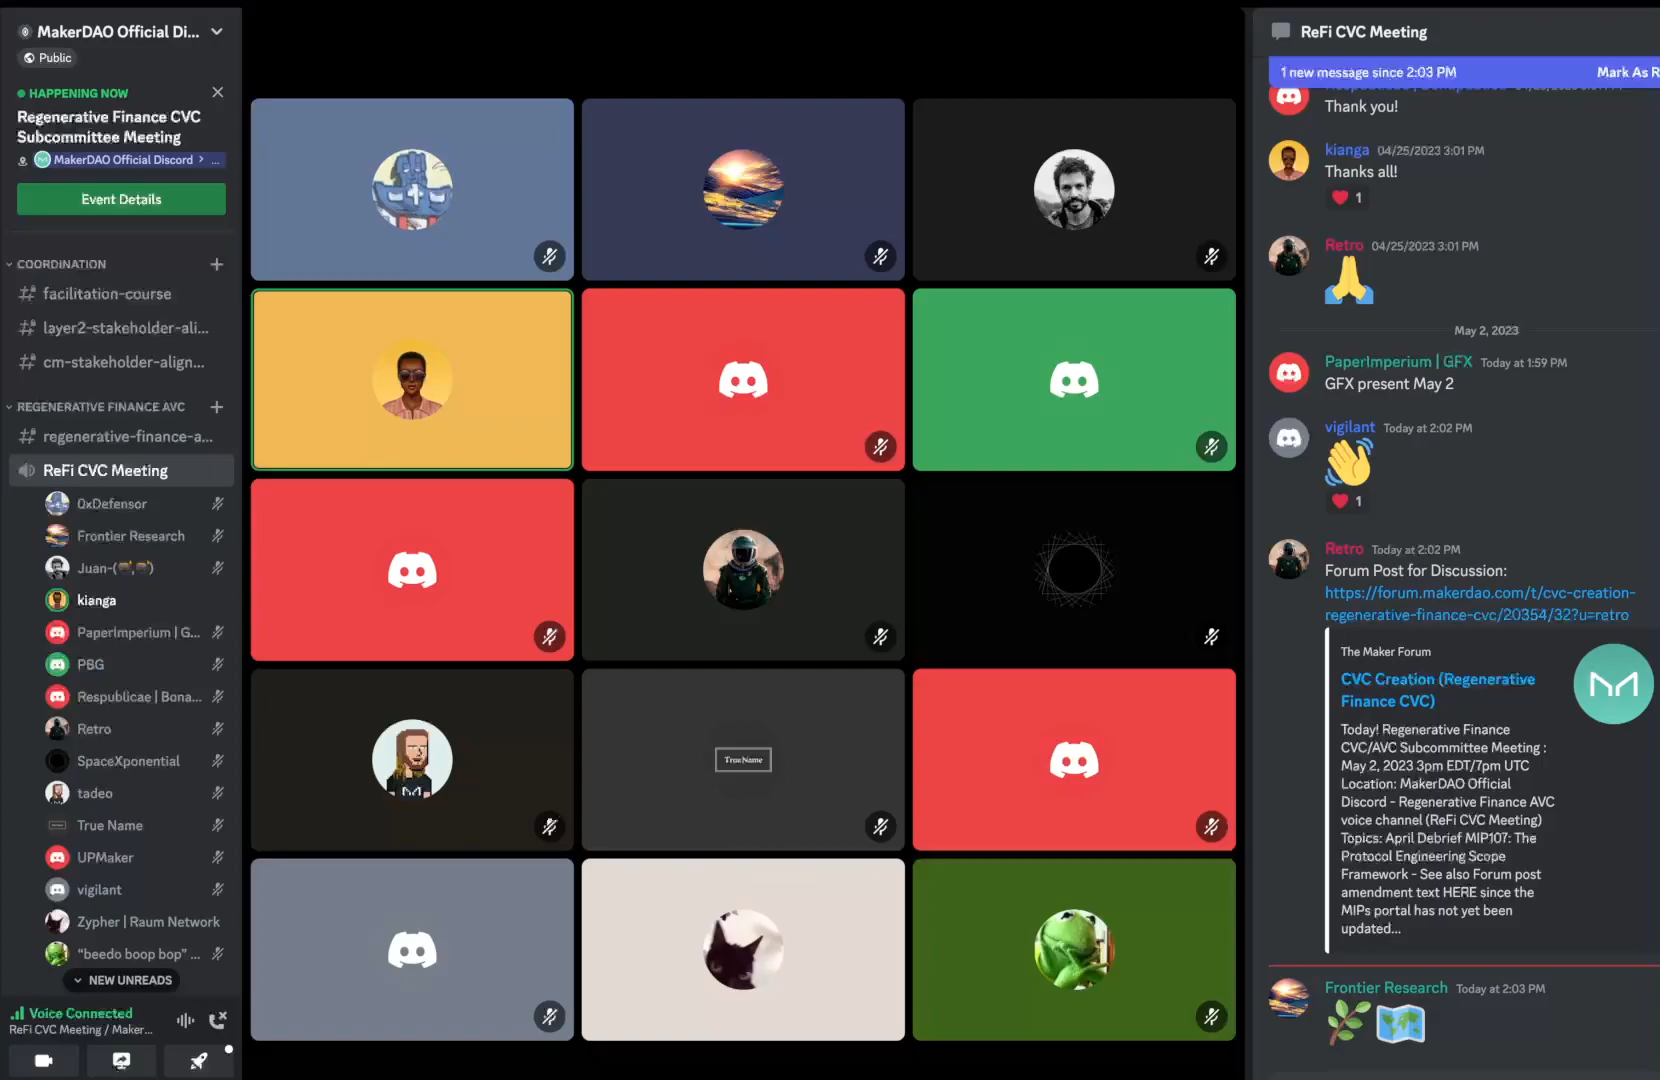 MakerDAO Official Di...
Public
HAPPENING NOW
Regenerative Finance CVC
Subcommittee Meeting
MakerDAO Official Discord > ...
Event Details
COORDINATION
facilitation-course
layer2-stakeholder-ali...
cm-stakeholder-align...
REGENERATIVE FINANCE AVC
regenerative-finance-a...
ReFi CVC Meeting
0xDefensor
Frontier Research
Juan-(🕶️,🕶️)
kianga
PaperImperium | G...
PBG
Respublicae | Bona...
Retro
SpaceXponential
tadeo
True Name
UPMaker
vigilant
Zypher | Raum Network
"beedo boop bop" ...
NEW UNREADS
Voice Connected
ReFi CVC Meeting / Maker...
TrueName
ReFi CVC Meeting
1 new message since 2:03 PM
Mark As R
Thank you!
kianga 04/25/2023 3:01 PM
Thanks all!
1
Retro 04/25/2023 3:01 PM
May 2, 2023
PaperImperium | GFX Today at 1:59 PM
GFX present May 2
vigilant Today at 2:02 PM
1
Retro Today at 2:02 PM
Forum Post for Discussion:
https://forum.makerdao.com/t/cvc-creation-
regenerative-finance-cvc/20354/32?u=retro
The Maker Forum
CVC Creation (Regenerative
Finance CVC)
Today! Regenerative Finance
CVC/AVC Subcommittee Meeting :
May 2, 2023 3pm EDT/7pm UTC
Location: MakerDAO Official
Discord - Regenerative Finance AVC
voice channel (ReFi CVC Meeting)
Topics: April Debrief MIP107: The
Protocol Engineering Scope
Framework - See also Forum post
amendment text HERE since the
MIPs portal has not yet been
updated...
Frontier Research Today at 2:03 PM